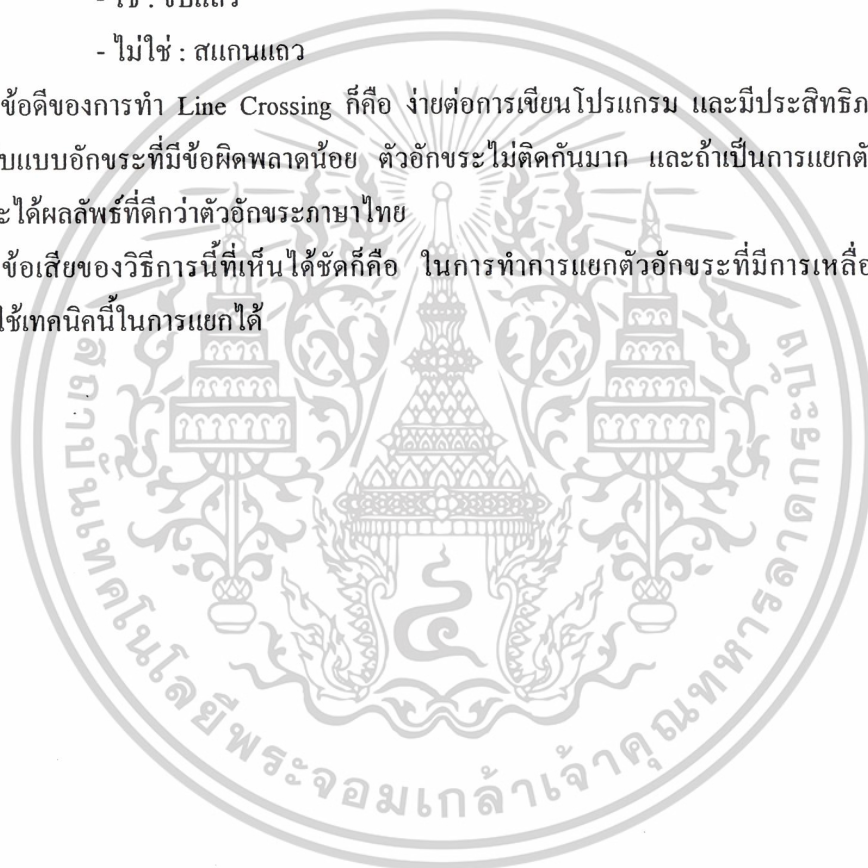 - ใช่ : จบแถว
- ไม่ใช่ : สแกนแถว
ข้อดีของการทำ Line Crossing ก็คือ ง่ายต่อการเขียนโปรแกรม และมีประสิทธิภ
บแบบอักขระที่มีข้อผิดพลาดน้อย ตัวอักขระไม่ติดกันมาก และถ้าเป็นการแยกตั
ะได้ผลลัพธ์ที่ดีกว่าตัวอักขระภาษาไทย
ข้อเสียของวิธีการนี้ที่เห็นได้ชัดก็คือ ในการทำการแยกตัวอักขระที่มีการเหลื่อ
ใช้เทคนิคนี้ในการแยกได้
สถาบันเทคโนโลยีพระจอมเกล้าเจ้าคุณทหารลาดกระบัง